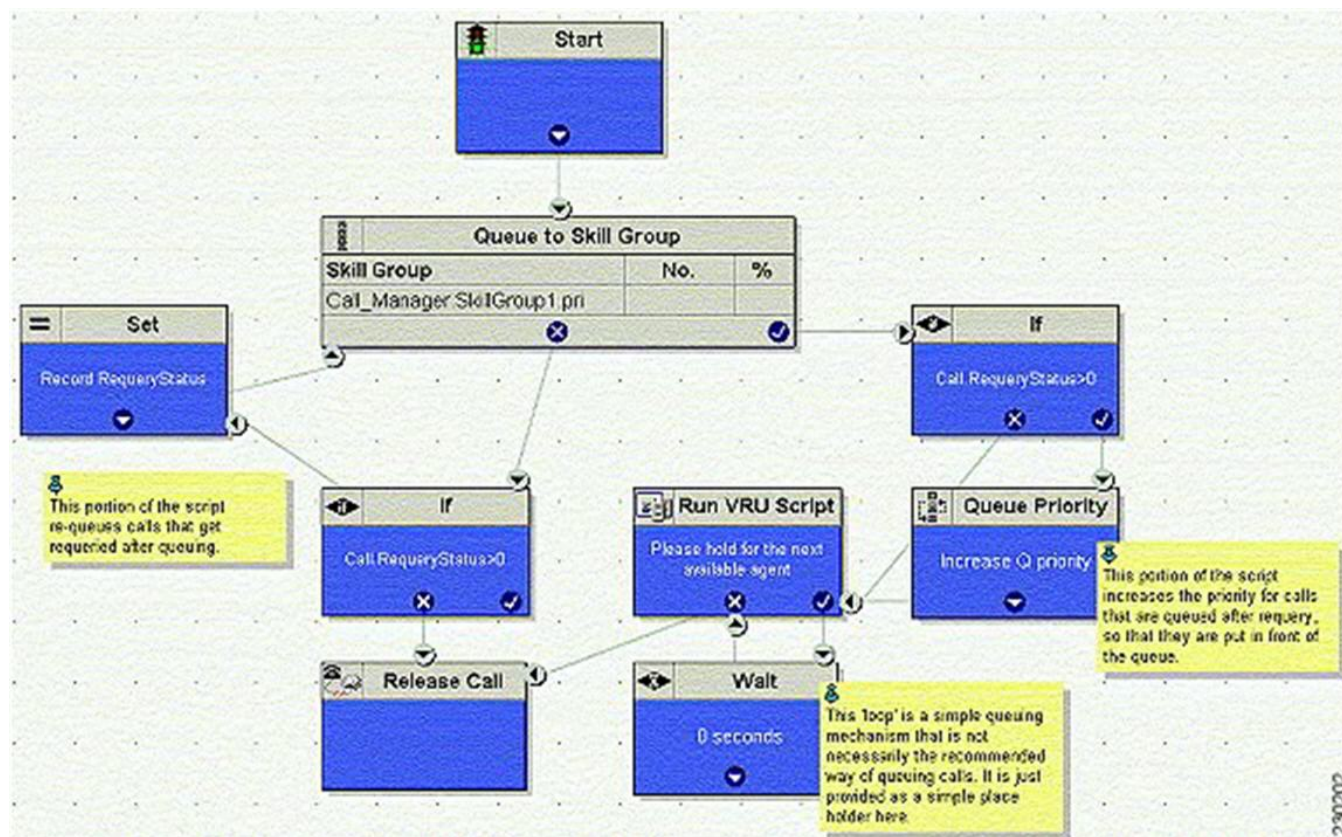 Start
Queue to Skill Group
Skill Group No. %
Call_Manager.SkillGroup1.pri
Set
Record RequeryStatus
If
Call.RequeryStatus>0
This portion of the script
re-queues calls that get
requeried after queuing.
If
Call.RequeryStatus>0
Run VRU Script
Please hold for the next
available agent
Queue Priority
Increase Q priority
This portion of the script
increases the priority for calls
that are queued after requery,
so that they are put in front of
the queue.
Release Call
Wait
0 seconds
This 'loop' is a simple queuing
mechanism that is not
necessarily the recommended
way of queuing calls. It is just
provided as a simple place
holder here.